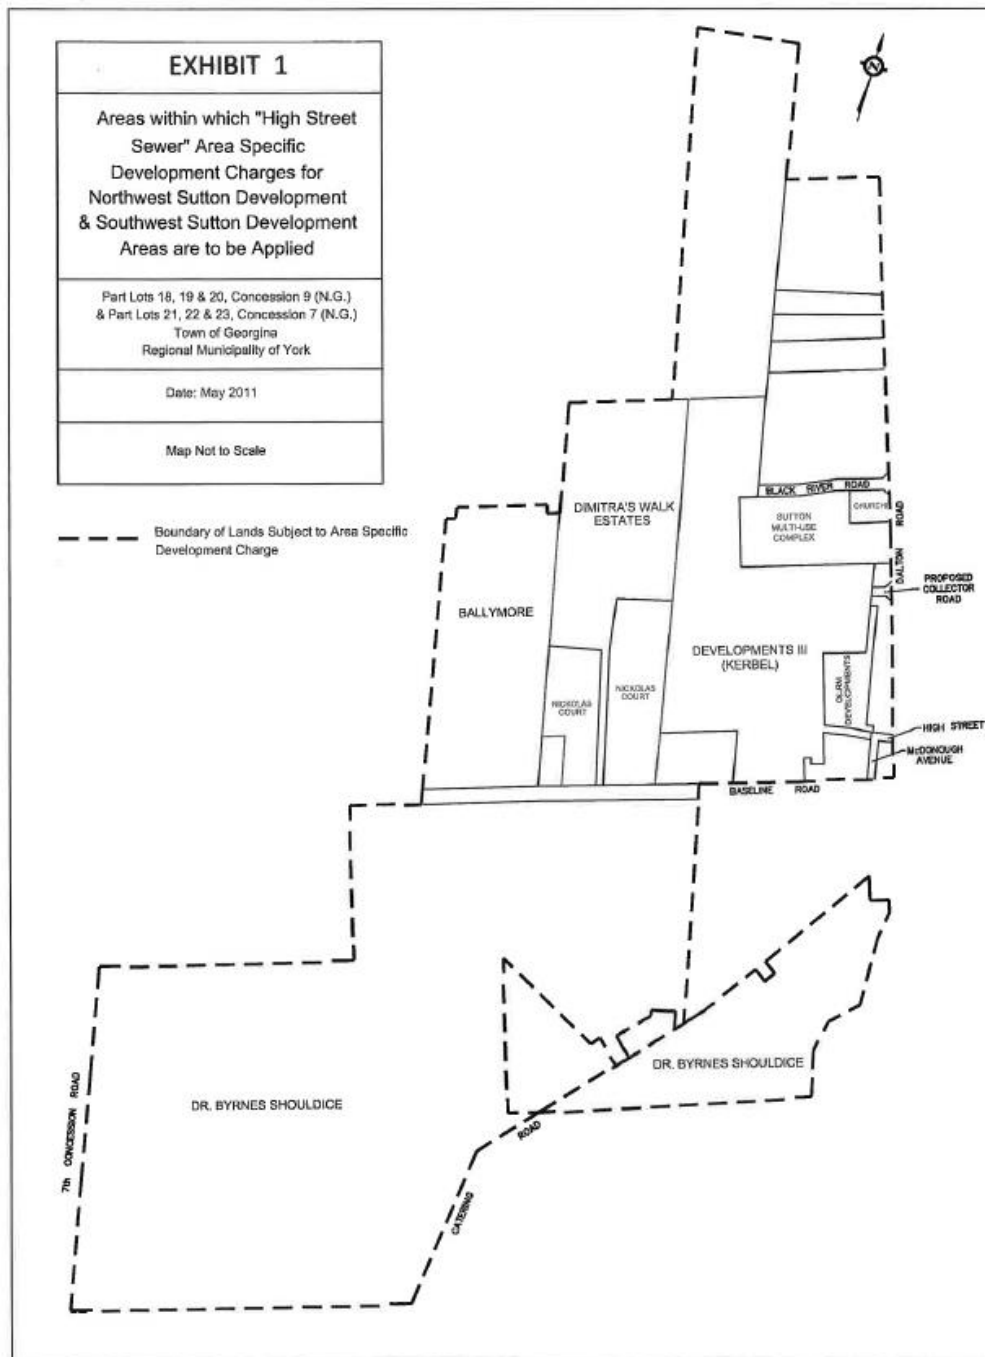 EXHIBIT 1
Areas within which "High Street
Sewer" Area Specific
Development Charges for
Northwest Sutton Development
& Southwest Sutton Development
Areas are to be Applied
Part Lots 18, 19 & 20, Concession 9 (N.G.)
& Part Lots 21, 22 & 23, Concession 7 (N.G.)
Town of Georgina
Regional Municipality of York
Date: May 2011
Map Not to Scale
Boundary of Lands Subject to Area Specific
Development Charge
N
DIMITRA'S WALK
ESTATES
BLACK RIVER ROAD
CHURCH
SUTTON
MULTI-USE
COMPLEX
DALTON ROAD
PROPOSED
COLLECTOR
ROAD
BALLYMORE
DEVELOPMENTS III
(KERBEL)
NICKOLAS
COURT
NICKOLAS
COURT
DEVELOPMENTS
HIGH STREET
McDONOUGH
AVENUE
BASELINE ROAD
DR. BYRNES SHOULDICE
DR. BYRNES SHOULDICE
7th CONCESSION ROAD
CATERING ROAD